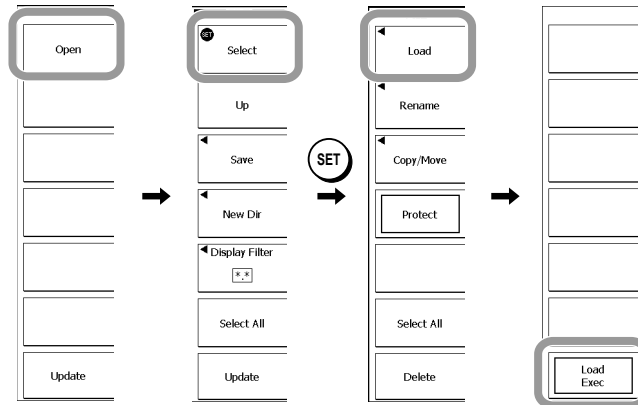 Open
Update
SET
Select
Up
Save
New Dir
Display Filter
*.*
Select All
Update
SET
Load
Rename
Copy/Move
Protect
Select All
Delete
Load
Exec